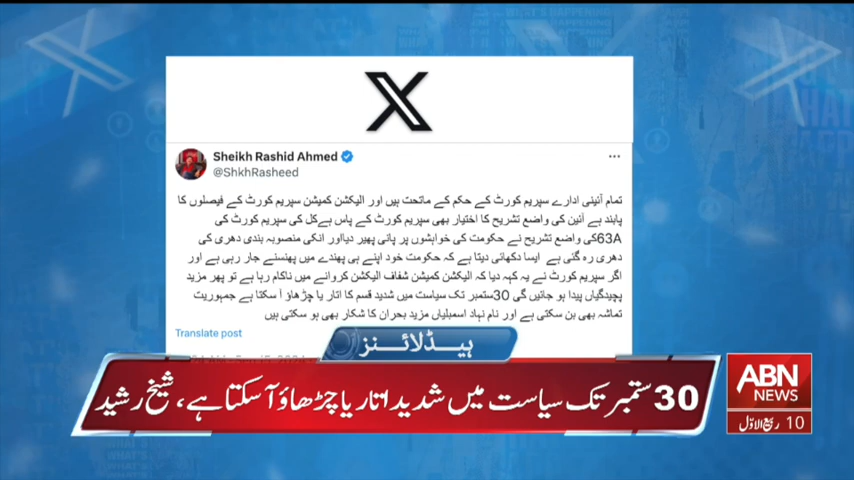 Sheikh Rashid Ahmed
@ShkhRasheed
تمام آئینی ادارے سپریم کورٹ کے حکم کے ماتحت ہیں اور الیکشن کمیشن سپریم کورٹ کے فیصلوں کا
پابند ہے آئین کی واضع تشریح کا اختیار بھی سپریم کورٹ کے پاس ہےکل کی سپریم کورٹ کی
63Aکی واضع تشریح نے حکومت کی خواہشوں پر پانی پھیر دیااور انکی منصوبہ بندی دھری کی
دھری رہ گئی ہے ایسا دکھائی دیتا ہے کہ حکومت خود اپنے ہی پھندے میں پھنسنے جار رہی ہے اور
اگر سپریم کورٹ نے یہ کہہ دیا کہ الیکشن کمیشن شفاف الیکشن کروانے میں ناکام رہا ہے تو پھر مزید
پچیدگیاں پیدا ہو جائیں گی 30ستمبر تک سیاست میں شدید قسم کا اتار یا چڑھاؤ آ سکتا ہے جمہوریت
تماشہ بھی بن سکتی ہے اور نام نہاد اسمبلیاں مزید بحران کا شکار بھی ہو سکتی ہیں
Translate post
ہیڈلائنز
30 ستمبر تک سیاست میں شدید اتار یا چڑھاؤ آسکتا ہے، شیخ رشید
ABN
NEWS
10 ربیع الاول